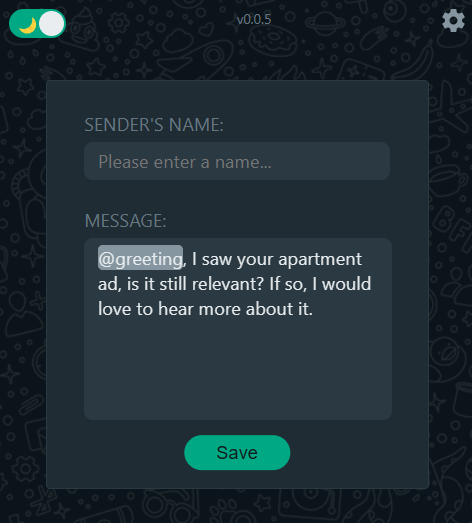 v0.0.5
SENDER'S NAME:
Please enter a name...
MESSAGE:
@greeting, I saw your apartment
ad, is it still relevant? If so, I would
love to hear more about it.
Save